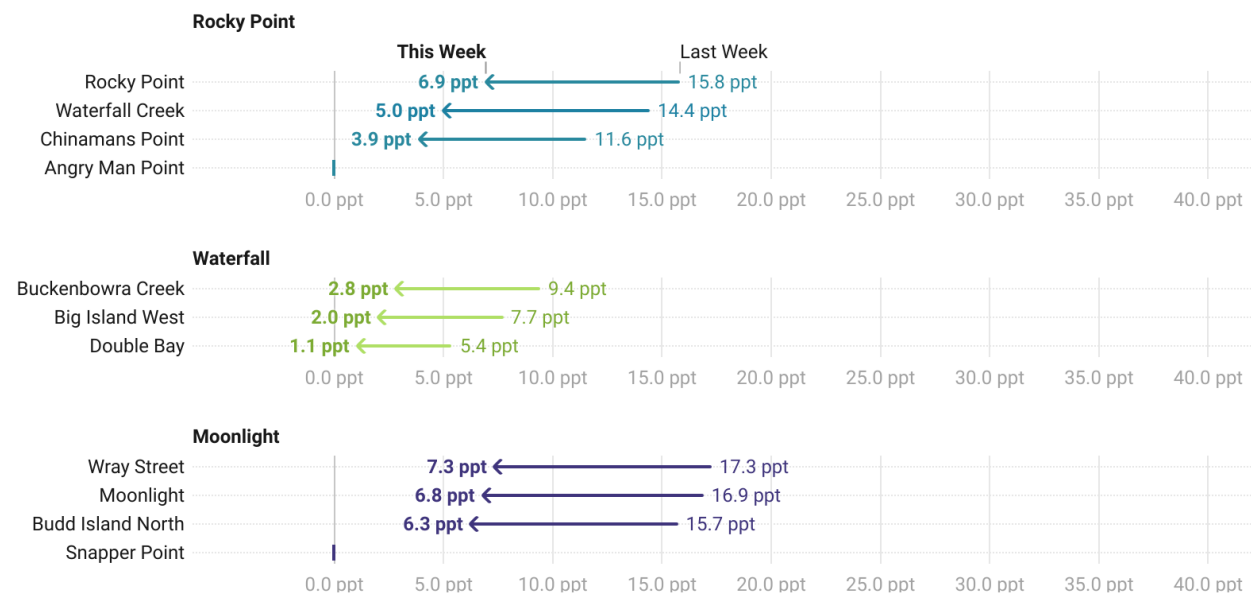 Rocky Point
This Week Last Week
Rocky Point 6.9 ppt 15.8 ppt
Waterfall Creek 5.0 ppt 14.4 ppt
Chinamans Point 3.9 ppt 11.6 ppt
Angry Man Point
0.0 ppt 5.0 ppt 10.0 ppt 15.0 ppt 20.0 ppt 25.0 ppt 30.0 ppt 35.0 ppt 40.0 ppt
Waterfall
Buckenbowra Creek 2.8 ppt 9.4 ppt
Big Island West 2.0 ppt 7.7 ppt
Double Bay 1.1 ppt 5.4 ppt
0.0 ppt 5.0 ppt 10.0 ppt 15.0 ppt 20.0 ppt 25.0 ppt 30.0 ppt 35.0 ppt 40.0 ppt
Moonlight
Wray Street 7.3 ppt 17.3 ppt
Moonlight 6.8 ppt 16.9 ppt
Budd Island North 6.3 ppt 15.7 ppt
Snapper Point
0.0 ppt 5.0 ppt 10.0 ppt 15.0 ppt 20.0 ppt 25.0 ppt 30.0 ppt 35.0 ppt 40.0 ppt